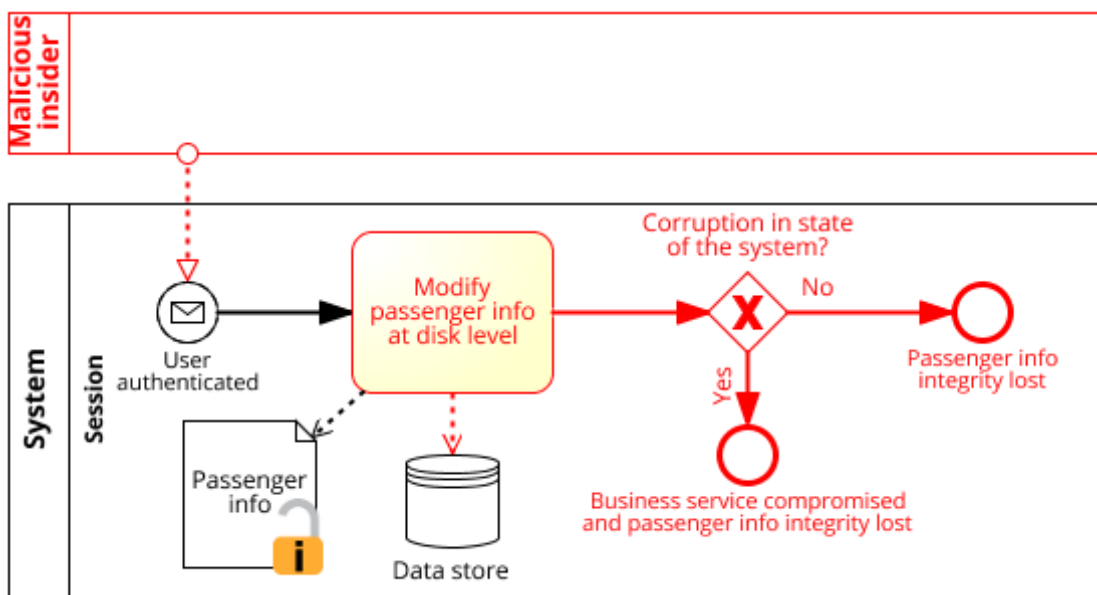 Malicious
insider
System
Session
User
authenticated
Modify
passenger info
at disk level
Corruption in state
of the system?
X
No
Yes
Passenger info
integrity lost
Business service compromised
and passenger info integrity lost
Passenger
info
i
Data store